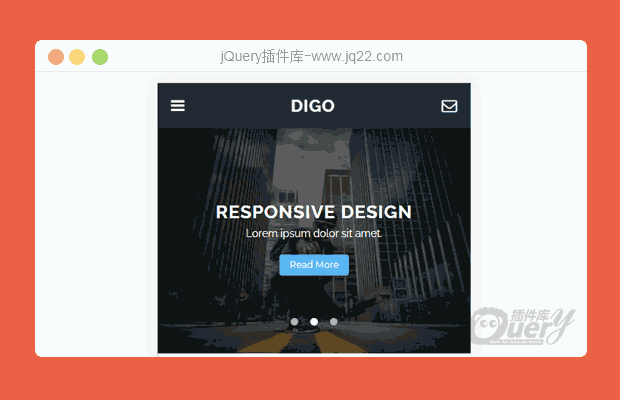 jQuery插件库-www.jq22.com
DIGO
RESPONSIVE DESIGN
Lorem ipsum dolor sit amet.
Read More
插件库
jQuery